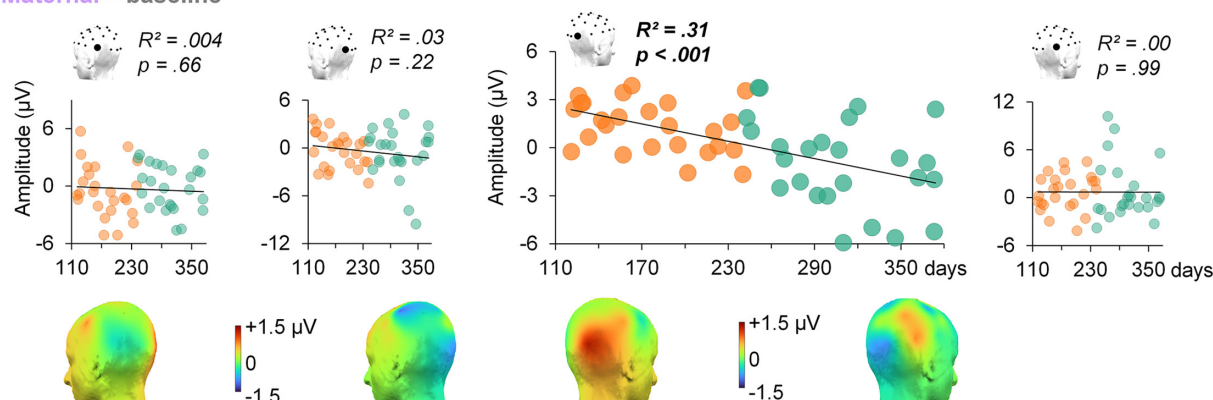 Maternal – baseline
R² = .004
p = .66
R² = .03
p = .22
R² = .31
p < .001
R² = .00
p = .99
Amplitude (µV)
6
0
-6
110 230 350
6
0
-6
-12
110 230 350
Amplitude (µV)
6
3
0
-3
-6
110 170 230 290 350 days
12
6
0
-6
110 230 350 days
+1.5 µV
0
-1.5
+1.5 µV
0
-1.5